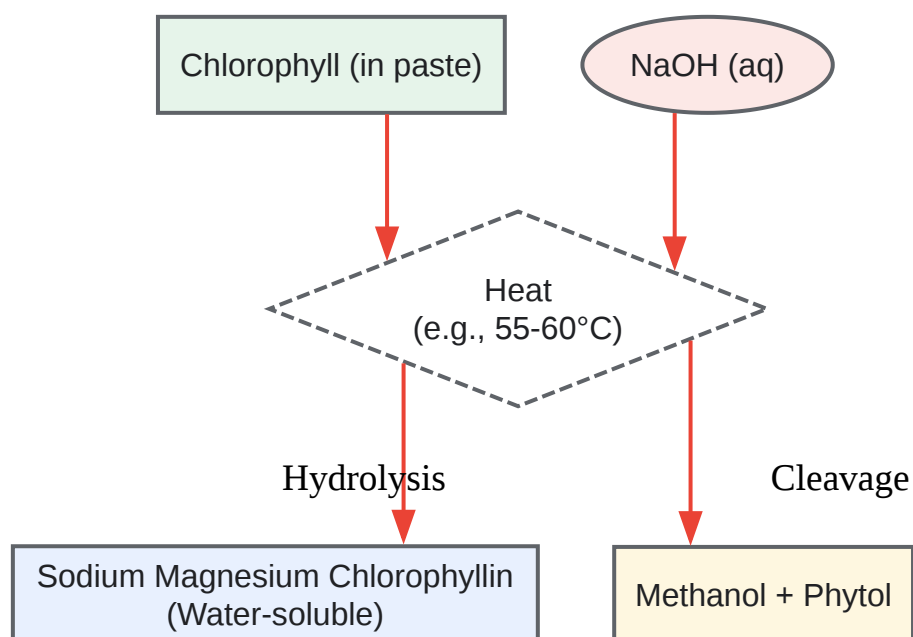 Chlorophyll (in paste)
NaOH (aq)
Heat
(e.g., 55-60°C)
Hydrolysis
Cleavage
Sodium Magnesium Chlorophyllin
(Water-soluble)
Methanol + Phytol